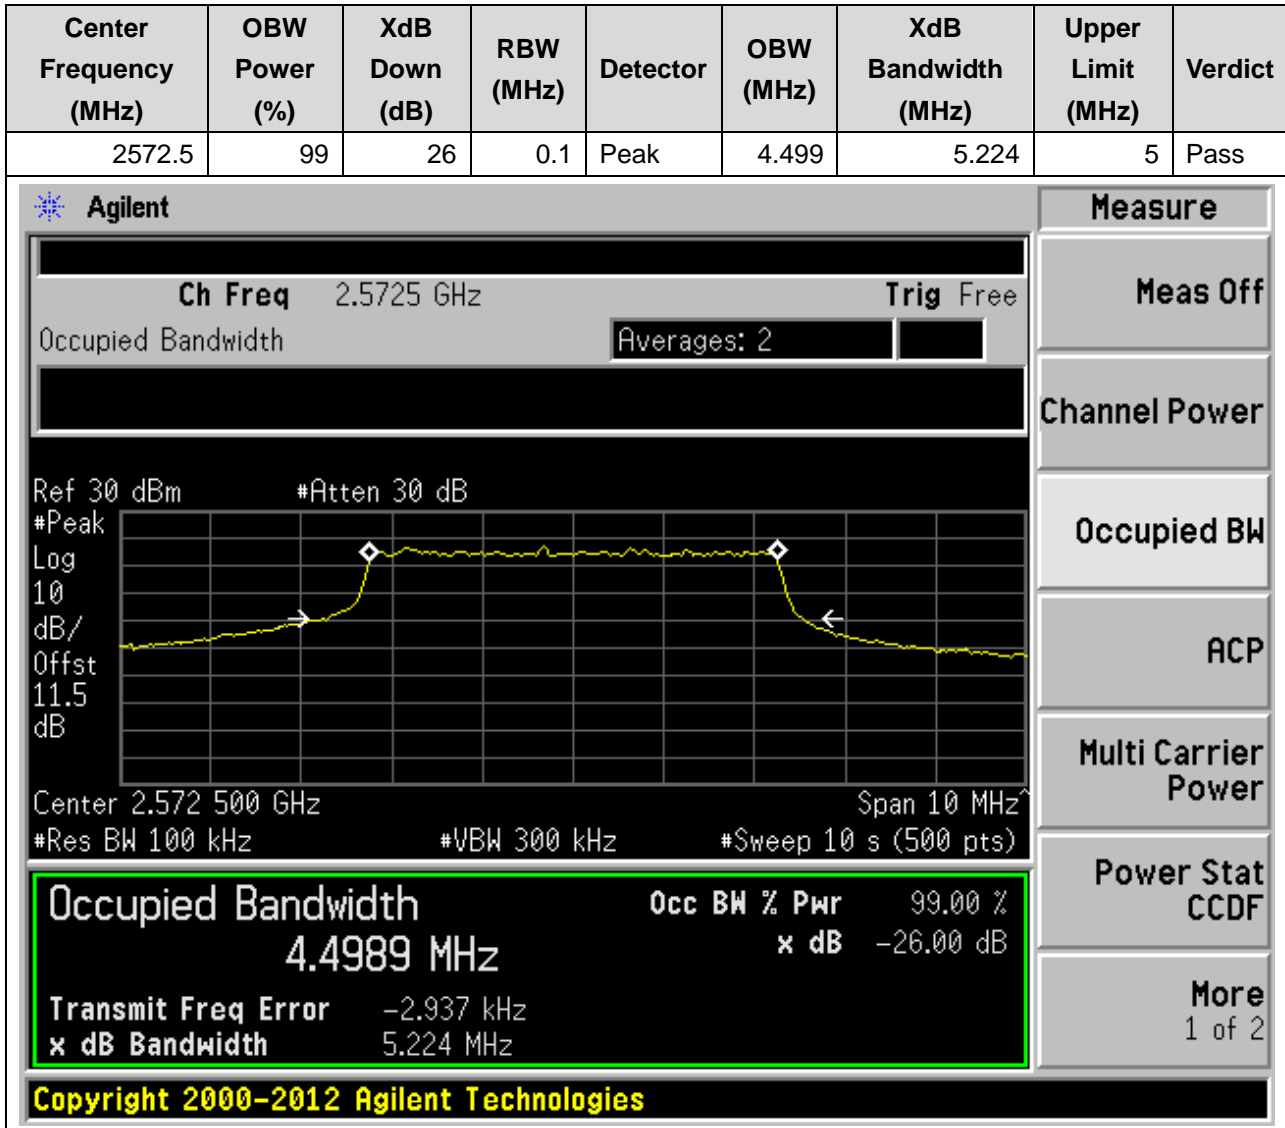 Center Frequency (MHz) OBW Power (%) XdB Down (dB) RBW (MHz) Detector OBW (MHz) XdB Bandwidth (MHz) Upper Limit (MHz) Verdict
2572.5 99 26 0.1 Peak 4.499 5.224 5 Pass
Agilent
Measure
Ch Freq 2.5725 GHz Trig Free
Meas Off
Occupied Bandwidth Averages: 2
Channel Power
Ref 30 dBm #Atten 30 dB
#Peak
Log
10
dB/
Offst
11.5
dB
Occupied BW
ACP
Multi Carrier
Power
Center 2.572 500 GHz Span 10 MHz^
#Res BW 100 kHz #VBW 300 kHz #Sweep 10 s (500 pts)
Power Stat
CCDF
Occupied Bandwidth Occ BW % Pwr 99.00 %
4.4989 MHz x dB -26.00 dB
Transmit Freq Error -2.937 kHz
x dB Bandwidth 5.224 MHz
More
1 of 2
Copyright 2000-2012 Agilent Technologies